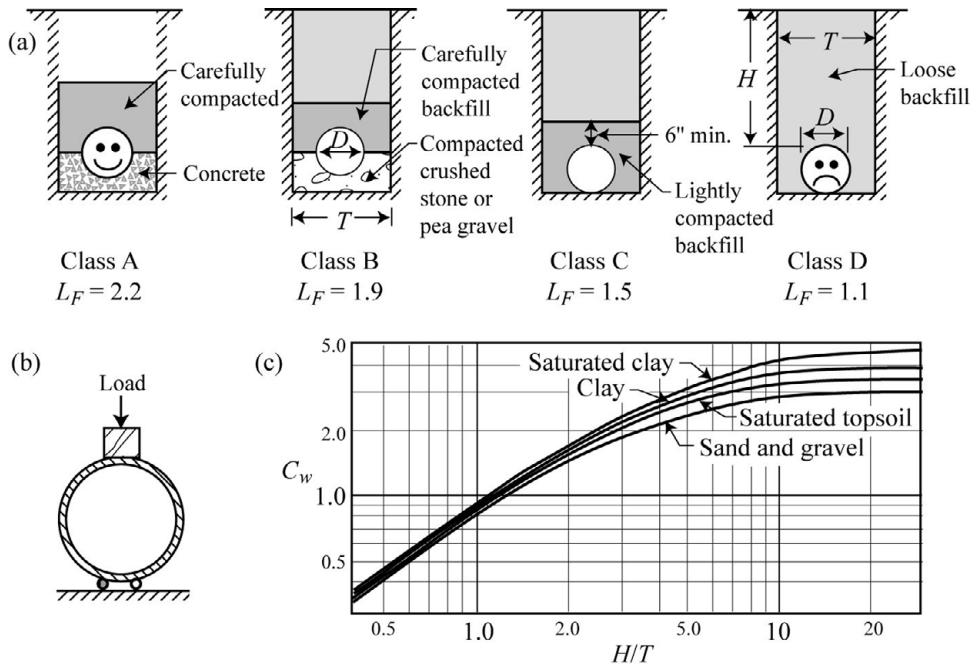 (a)
Carefully
compacted
Concrete
Class A
L_F = 2.2
D
Carefully
compacted
backfill
Compacted
crushed
stone or
pea gravel
T
Class B
L_F = 1.9
6" min.
Lightly
compacted
backfill
Class C
L_F = 1.5
H
T
D
Loose
backfill
Class D
L_F = 1.1
(b)
Load
(c)
C_w
5.0
2.0
1.0
0.5
Saturated clay
Clay
Saturated topsoil
Sand and gravel
0.5 1.0 2.0 5.0 10 20
H/T